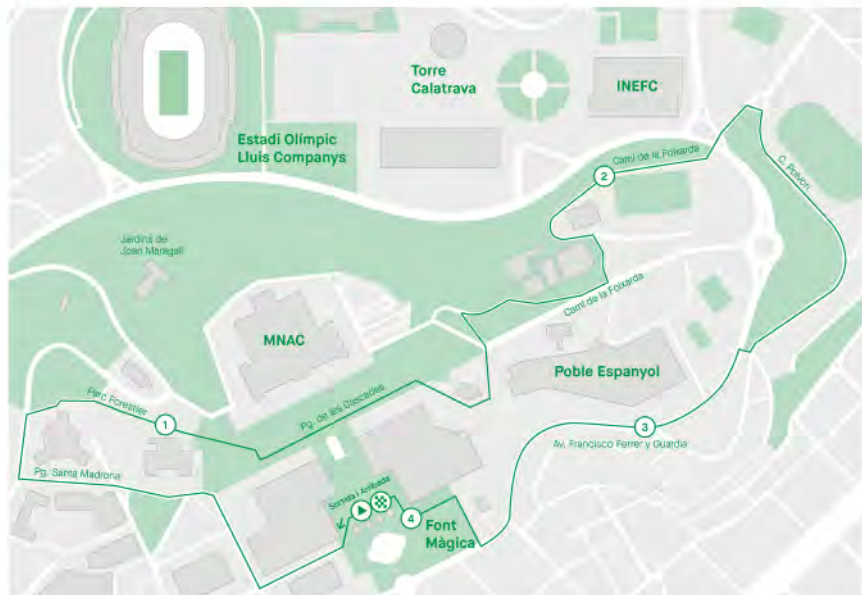 Torre
Calatrava
INEFC
Estadi Olímpic
Lluís Companys
Camí de la Foixarda
2
C. Polvorí
Jardins de
Joan Maragall
Camí de la Foixarda
MNAC
Poble Espanyol
Parc Forestier
1
Pg. de les Cascades
3
Av. Francisco Ferrer y Guardia
Pg. Santa Madrona
Sortida i Arribada
4
Font
Màgica